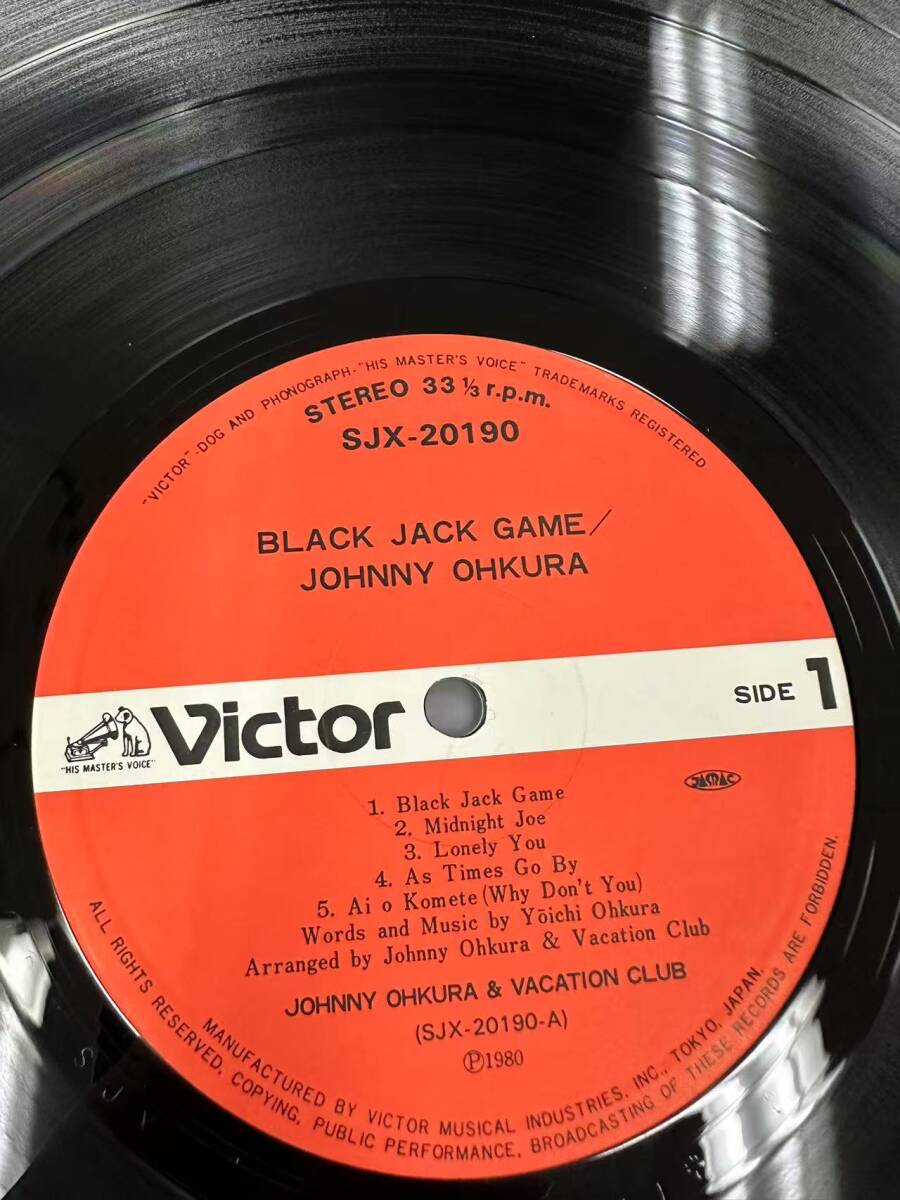 "VICTOR"-DOG AND PHONOGRAPH-"HIS MASTER'S VOICE" TRADEMARKS REGISTERED
STEREO 33 1/3 r.p.m.
SJX-20190
BLACK JACK GAME/
JOHNNY OHKURA
"HIS MASTER'S VOICE"
Victor
SIDE 1
JASRAC
1. Black Jack Game
2. Midnight Joe
3. Lonely You
4. As Times Go By
5. Ai o Komete (Why Don't You)
Words and Music by Yōichi Ohkura
Arranged by Johnny Ohkura & Vacation Club
JOHNNY OHKURA & VACATION CLUB
(SJX-20190-A)
Ⓟ1980
MANUFACTURED BY VICTOR MUSICAL INDUSTRIES, INC., TOKYO, JAPAN.
ALL RIGHTS RESERVED, COPYING, PUBLIC PERFORMANCE, BROADCASTING OF THESE RECORDS ARE FORBIDDEN.